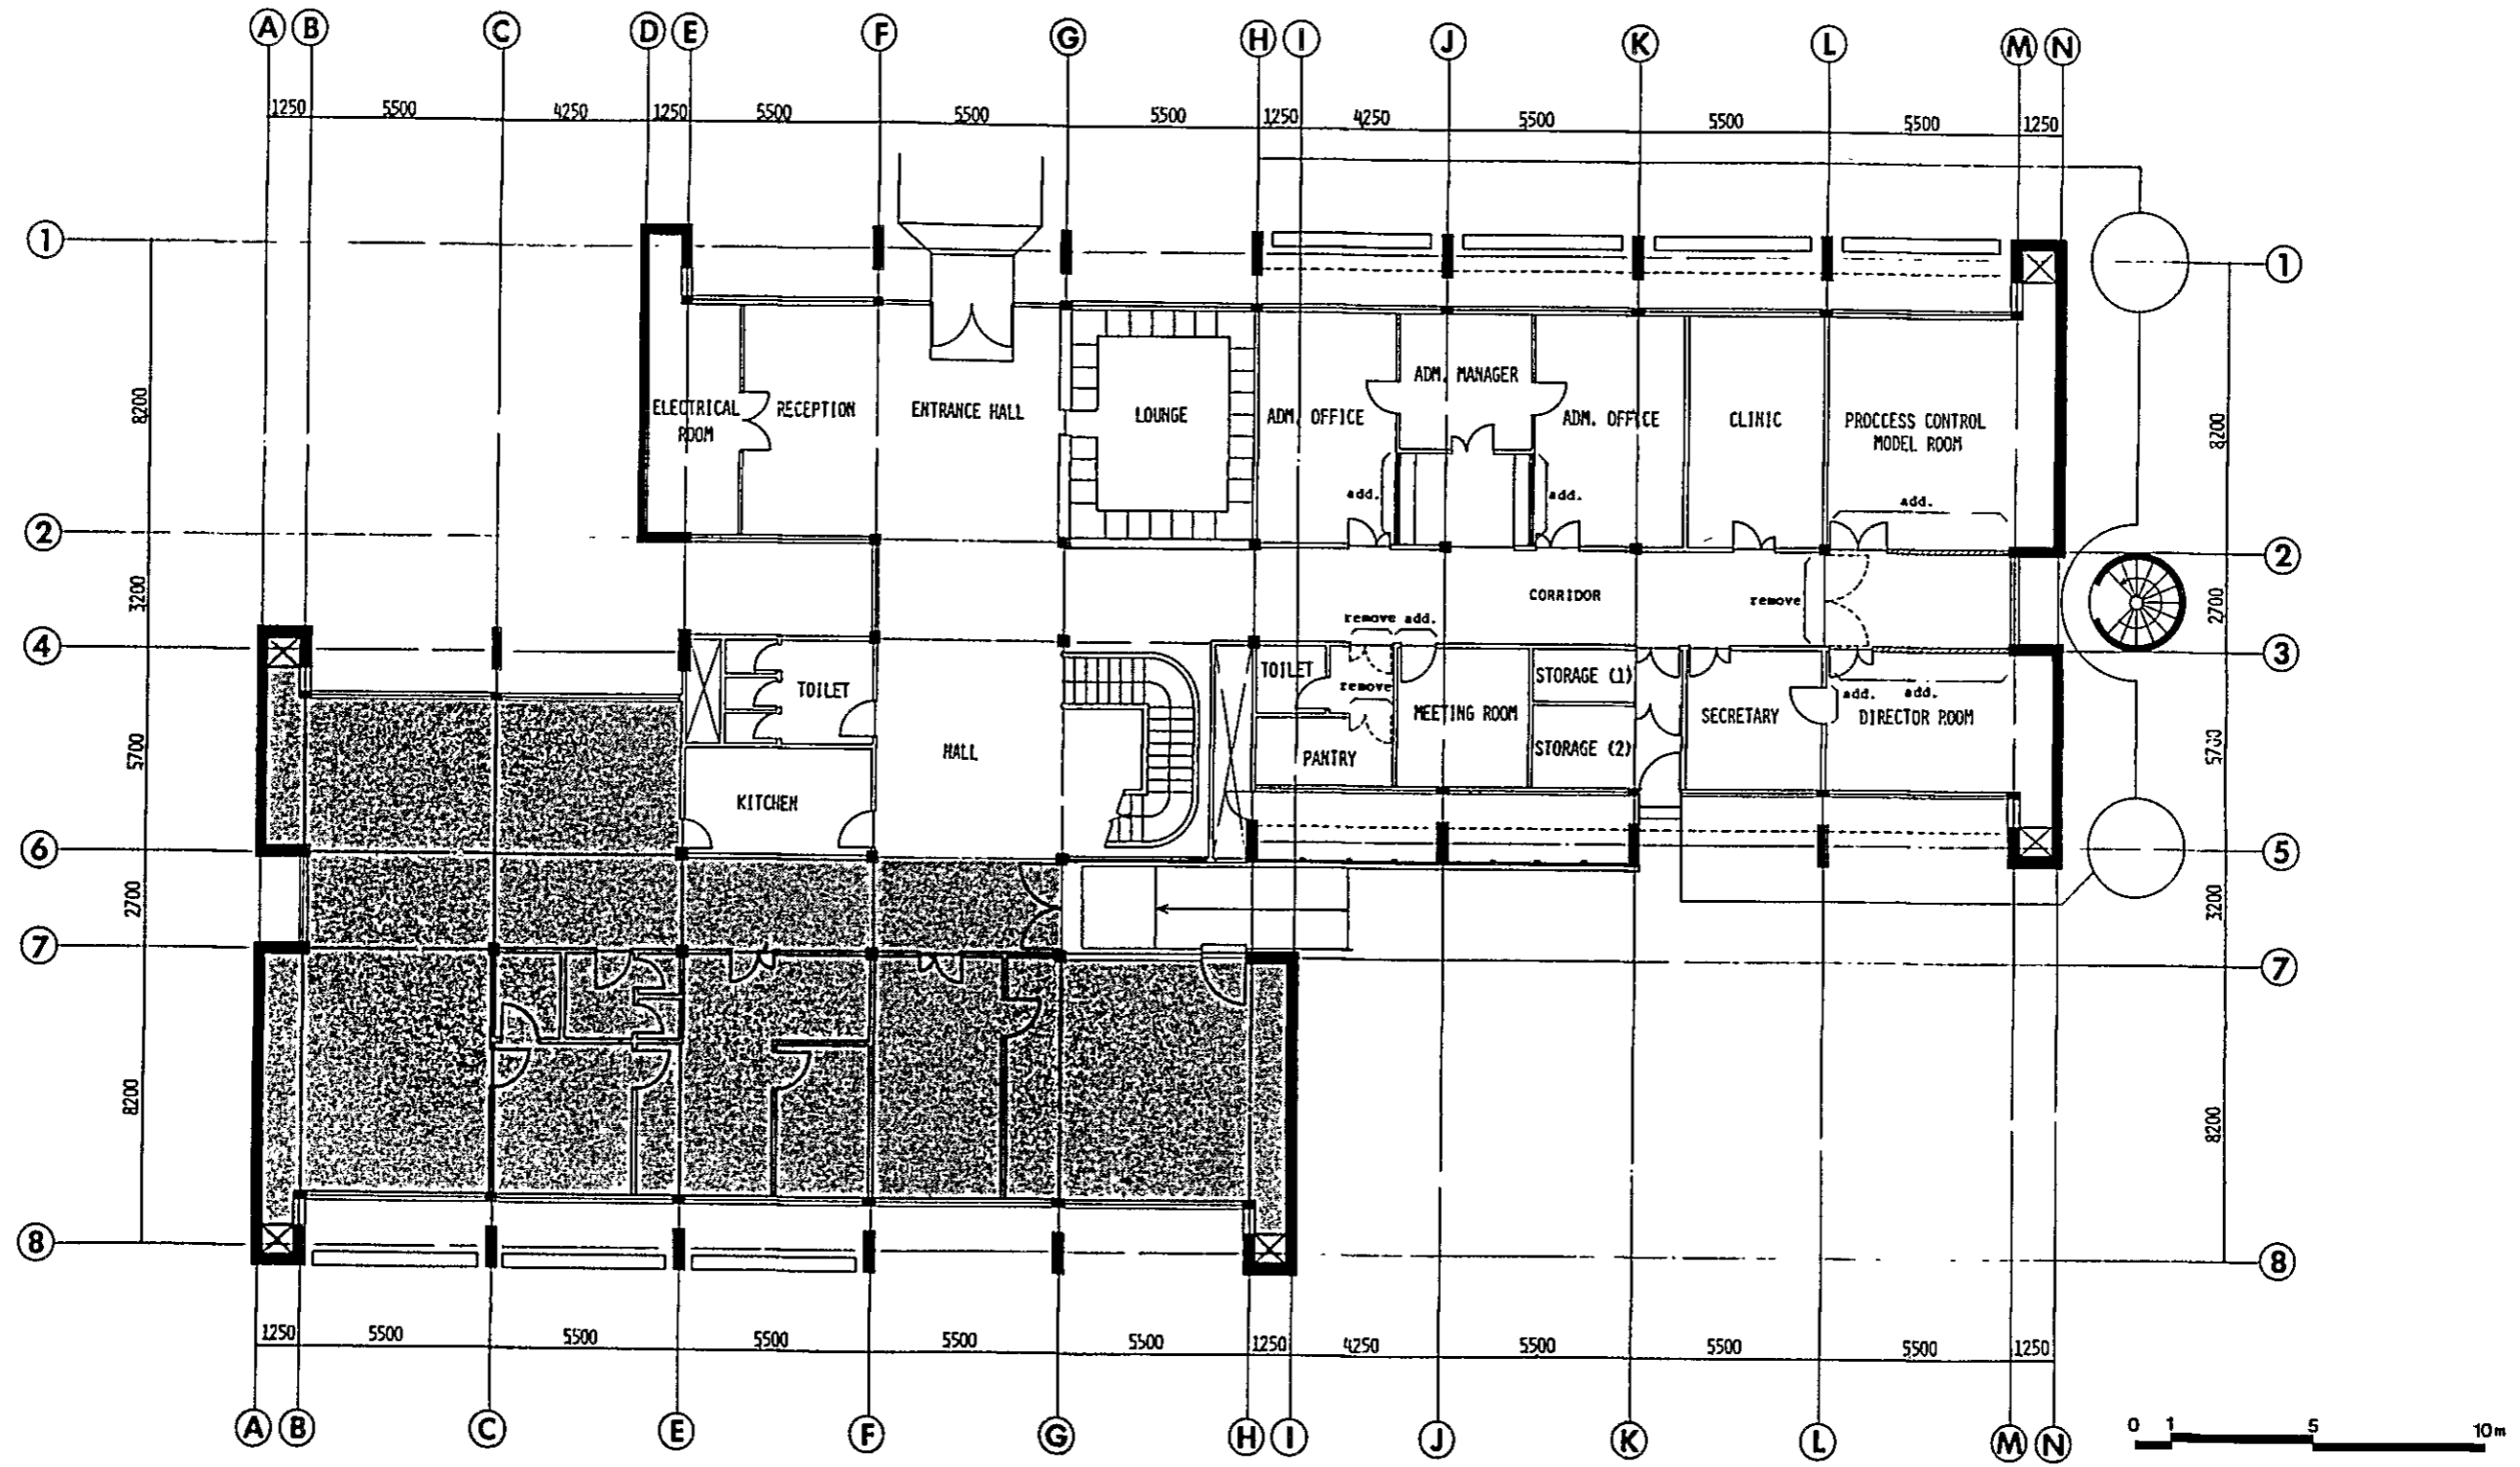 A B C D E F G H I J K L M N
1250 5500 4250 1250 5500 5500 5500 1250 4250 5500 5500 5500 1250
1
1
8200
ELECTRICAL
ROOM
RECEPTION
ENTRANCE HALL
LOUNGE
ADM. OFFICE
ADM. MANAGER
ADM. OFFICE
CLINIC
PROCCESS CONTROL
MODEL ROOM
8200
add.
add.
add.
2
2
3200
CORRIDOR
remove
2700
remove add.
4
3
TOILET
TOILET
remove
STORAGE (1)
add. add.
5700
HALL
MEETING ROOM
SECRETARY
DIRECTOR ROOM
5700
KITCHEN
PANTRY
STORAGE (2)
6
5
2700
3200
7
7
8200
8200
8
8
1250 5500 5500 5500 5500 5500 1250 4250 5500 5500 5500 1250
A B C E F G H I J K L M N
0 1 5 10m